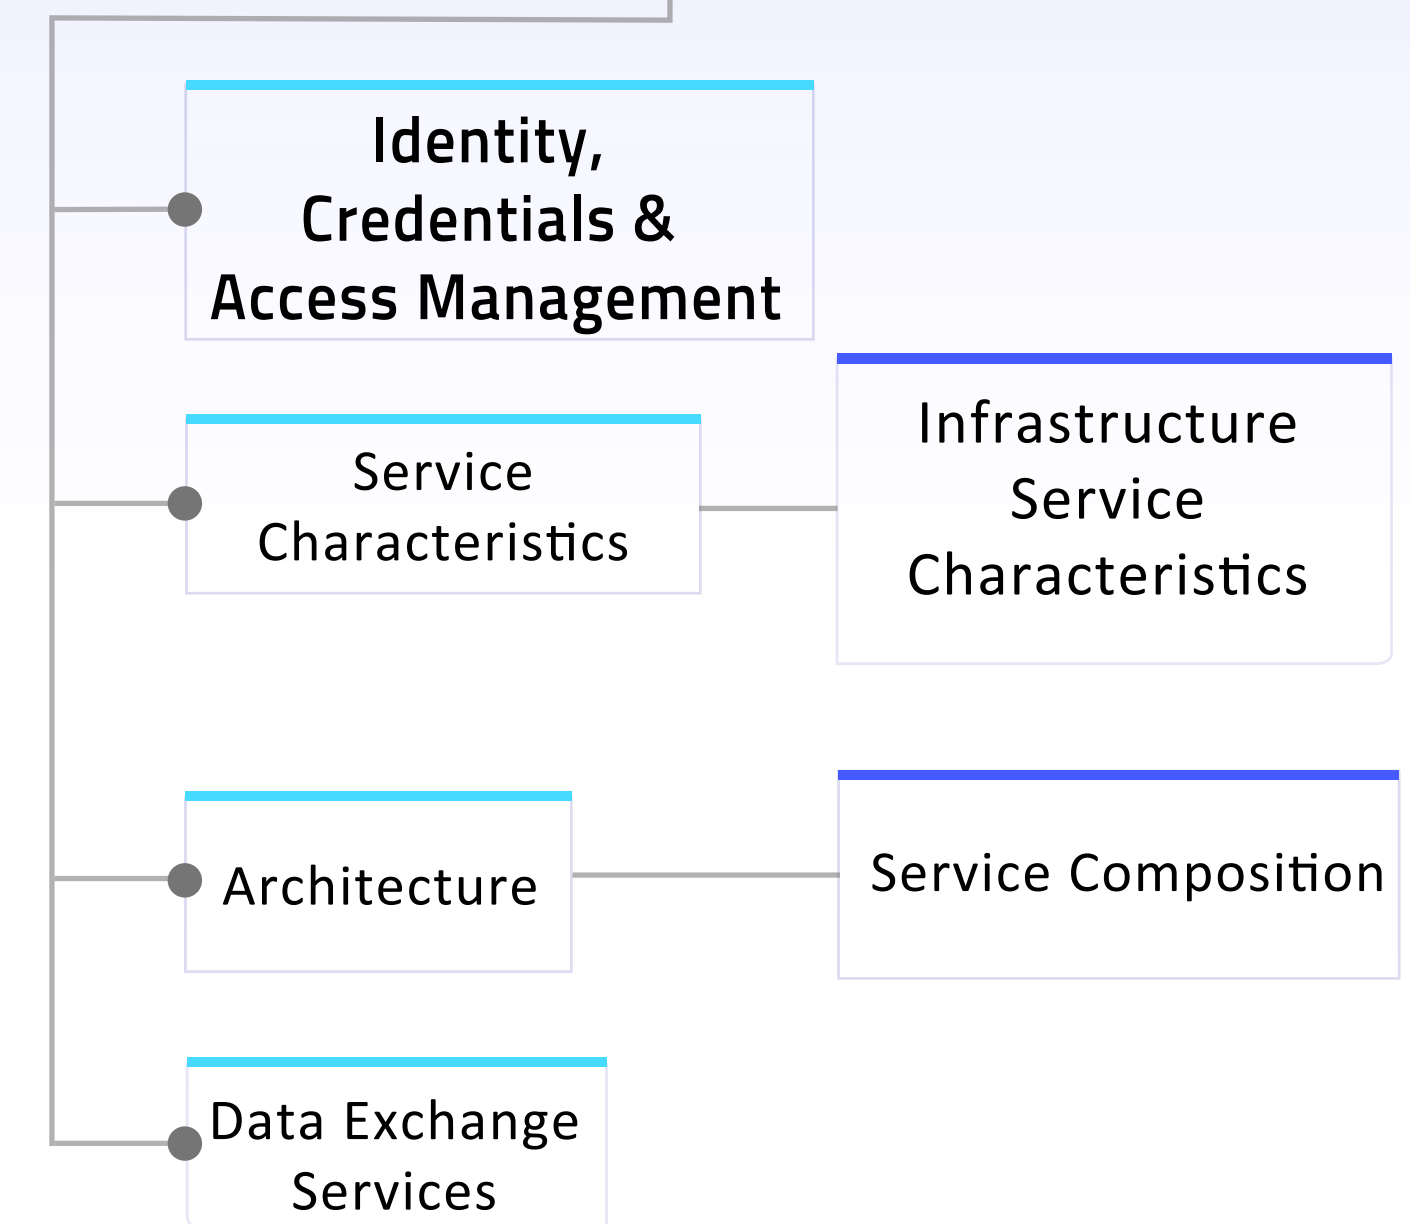 Identity,
Credentials &
Access Management
Service
Characteristics
Infrastructure
Service
Characteristics
Architecture
Service Composition
Data Exchange
Services